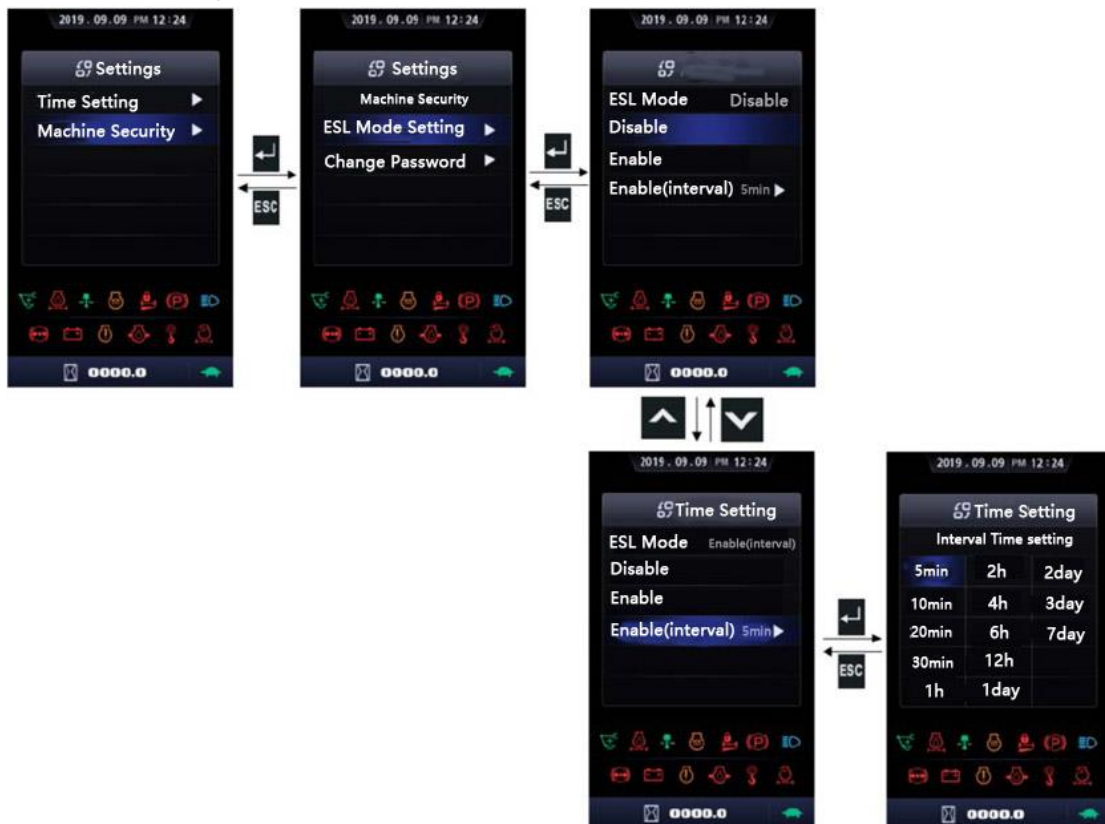 2019.09.09 PM 12:24
Settings
Time Setting
Machine Security
0000.0
ESC
2019.09.09 PM 12:24
Settings
Machine Security
ESL Mode Setting
Change Password
0000.0
ESC
2019.09.09 PM 12:24
ESL Mode Disable
Disable
Enable
Enable(interval) 5min
0000.0
2019.09.09 PM 12:24
Time Setting
ESL Mode Enable(interval)
Disable
Enable
Enable(interval) 5min
0000.0
ESC
2019.09.09 PM 12:24
Time Setting
Interval Time setting
5min 2h 2day
10min 4h 3day
20min 6h 7day
30min 12h
1h 1day
0000.0